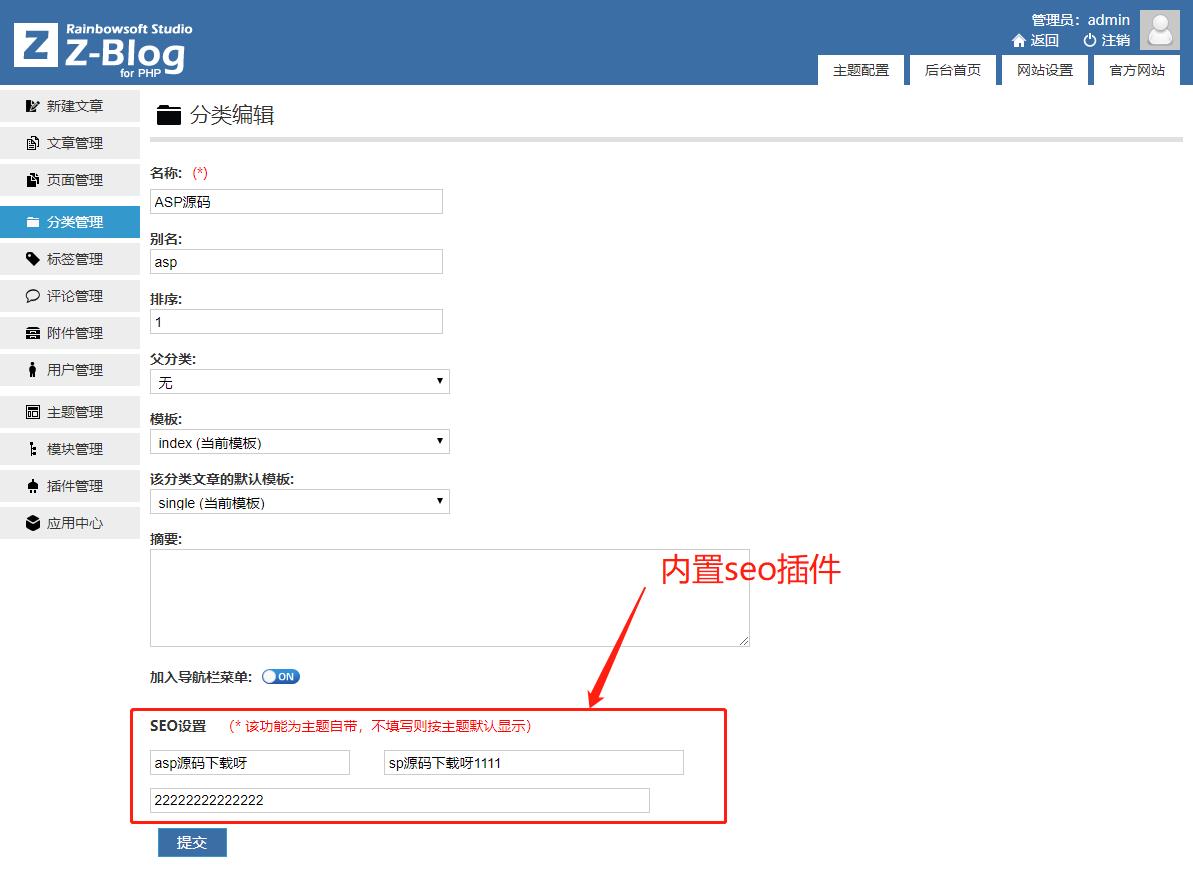 Rainbowsoft Studio
Z Z-Blog
for PHP
管理员：admin
返回 注销
主题配置 后台首页 网站设置 官方网站
新建文章
文章管理
页面管理
分类管理
标签管理
评论管理
附件管理
用户管理
主题管理
模块管理
插件管理
应用中心
分类编辑
名称: (*)
ASP源码
别名:
asp
排序:
1
父分类:
无
模板:
index (当前模板)
该分类文章的默认模板:
single (当前模板)
摘要:
内置seo插件
加入导航栏菜单: ON
SEO设置 （* 该功能为主题自带，不填写则按主题默认显示）
asp源码下载呀 sp源码下载呀1111
22222222222222
提交